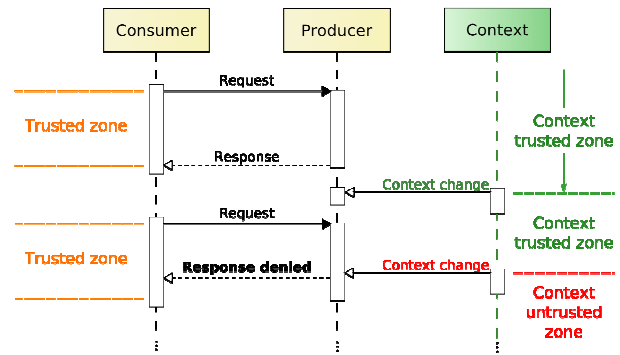 Consumer Producer Context
Request
Trusted zone
Context
trusted zone
Response
Context change
Request
Context
trusted zone
Trusted zone
Response denied
Context change
Context
untrusted
zone